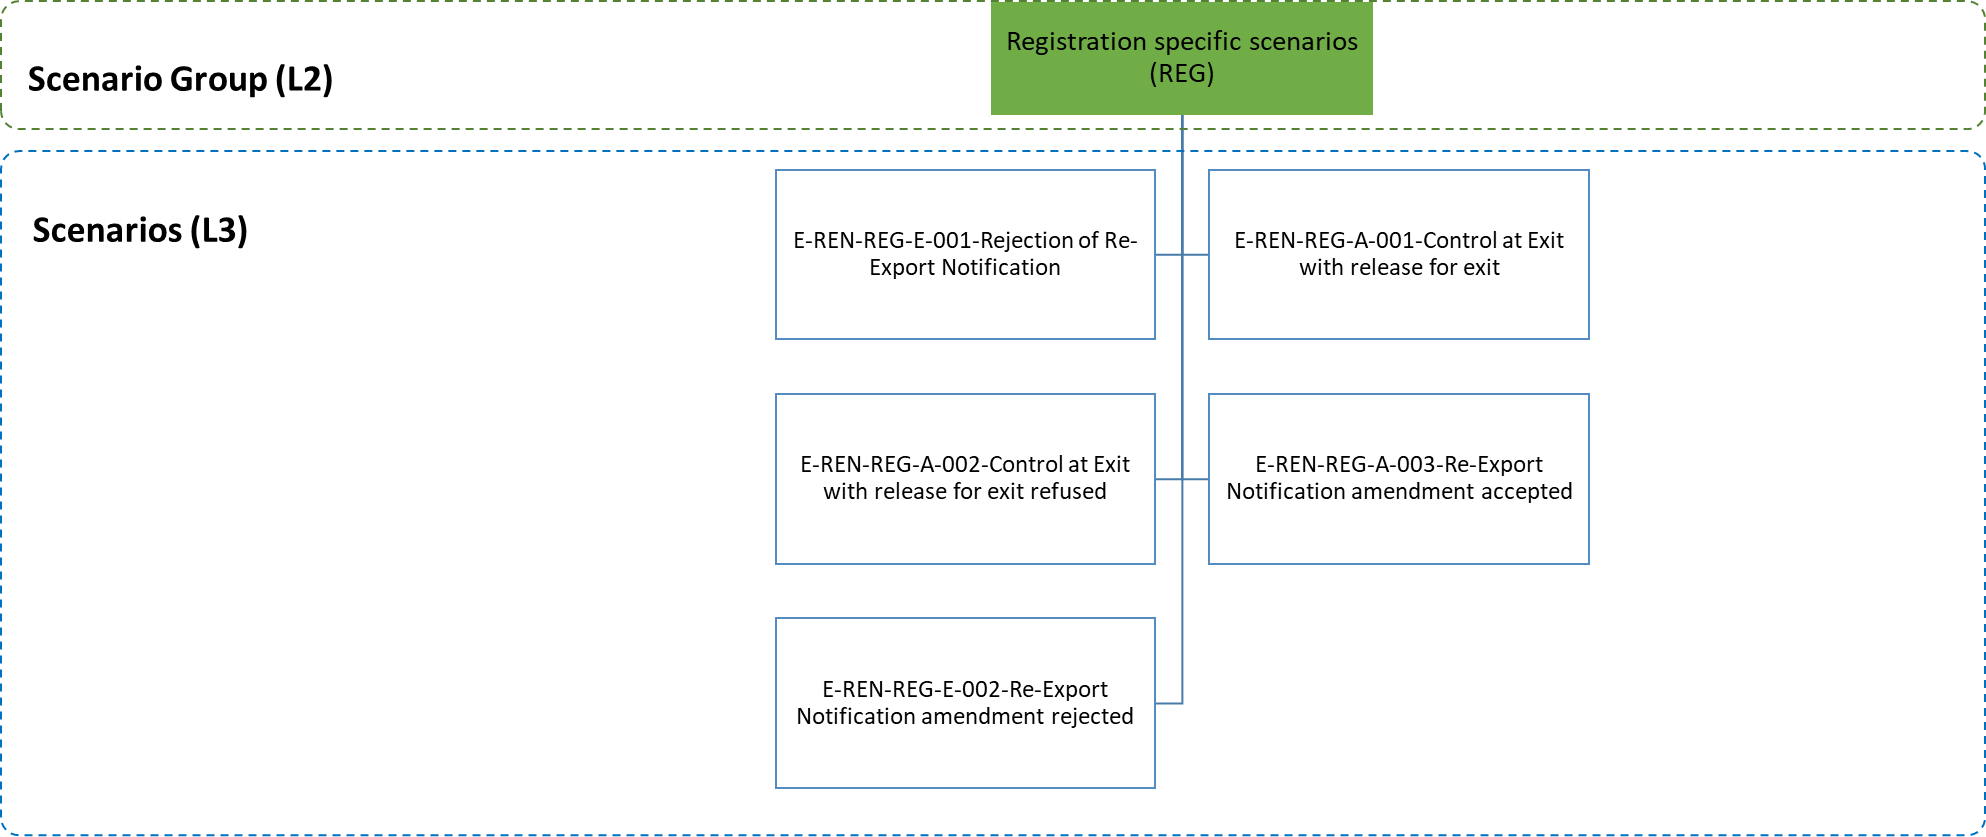 Registration specific scenarios
(REG)
Scenario Group (L2)
Scenarios (L3)
E-REN-REG-E-001-Rejection of Re-
Export Notification
E-REN-REG-A-001-Control at Exit
with release for exit
E-REN-REG-A-002-Control at Exit
with release for exit refused
E-REN-REG-A-003-Re-Export
Notification amendment accepted
E-REN-REG-E-002-Re-Export
Notification amendment rejected